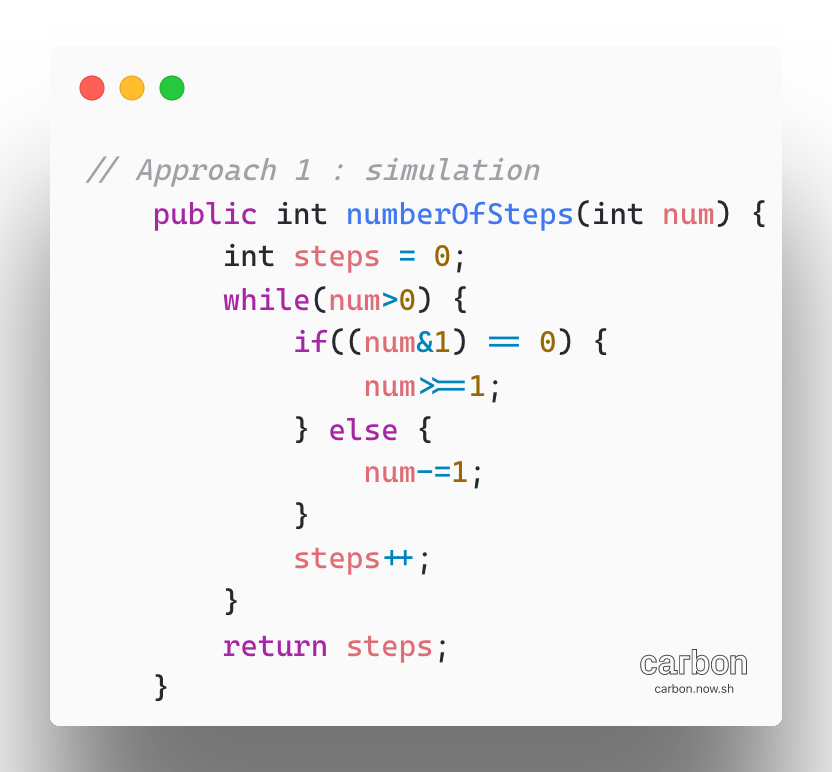 // Approach 1 : simulation
public int numberOfSteps(int num) {
int steps = 0;
while(num>0) {
if((num&1) == 0) {
num>>=1;
} else {
num-=1;
}
steps++;
}
return steps;
}
carbon
carbon.now.sh